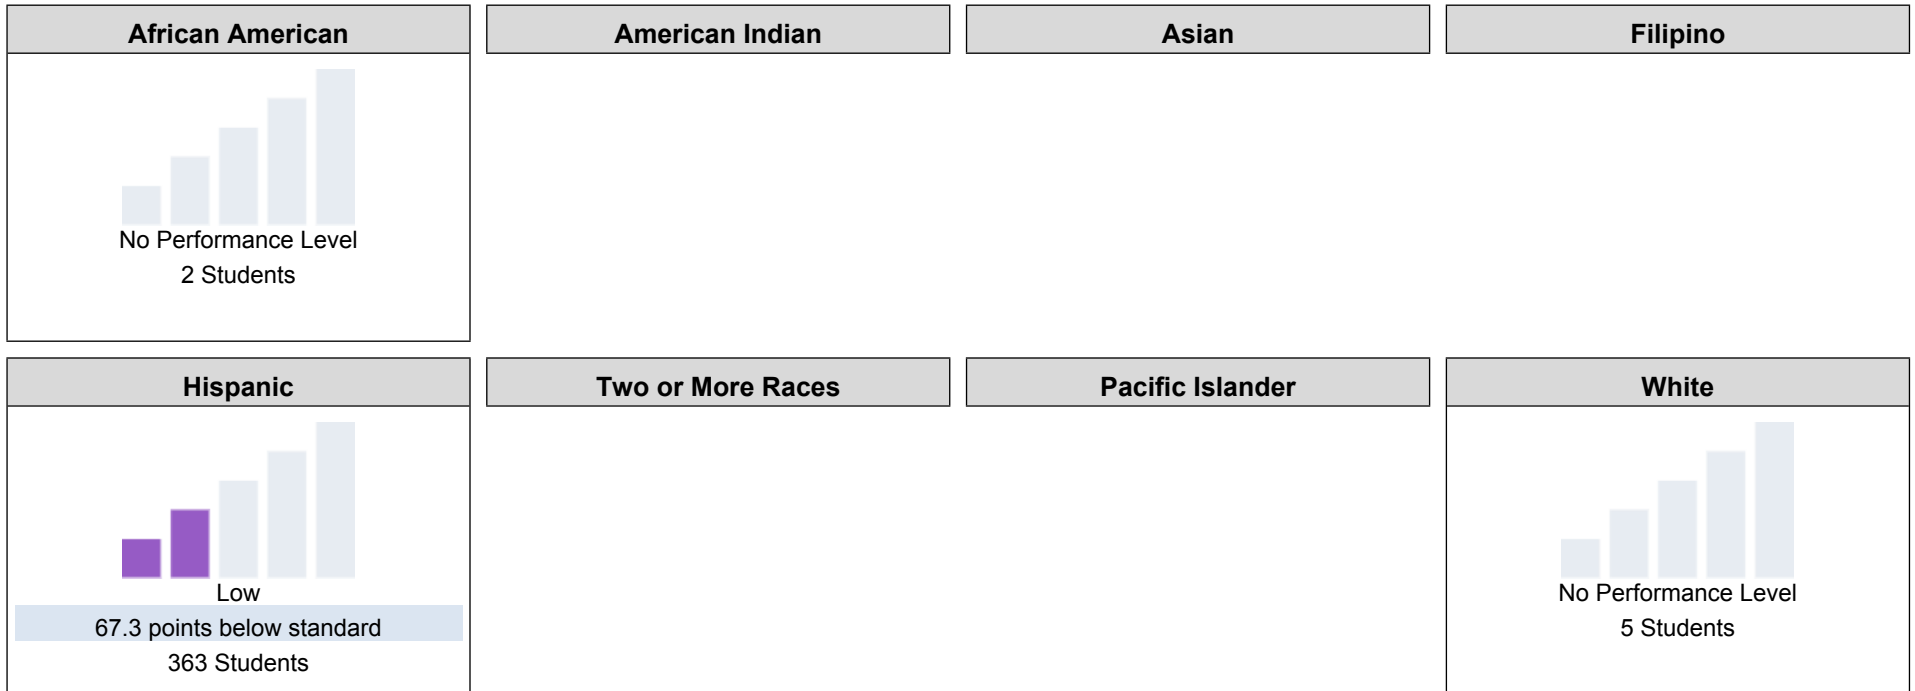 African American
American Indian
Asian
Filipino
No Performance Level
2 Students
Hispanic
Two or More Races
Pacific Islander
White
Low
67.3 points below standard
363 Students
No Performance Level
5 Students